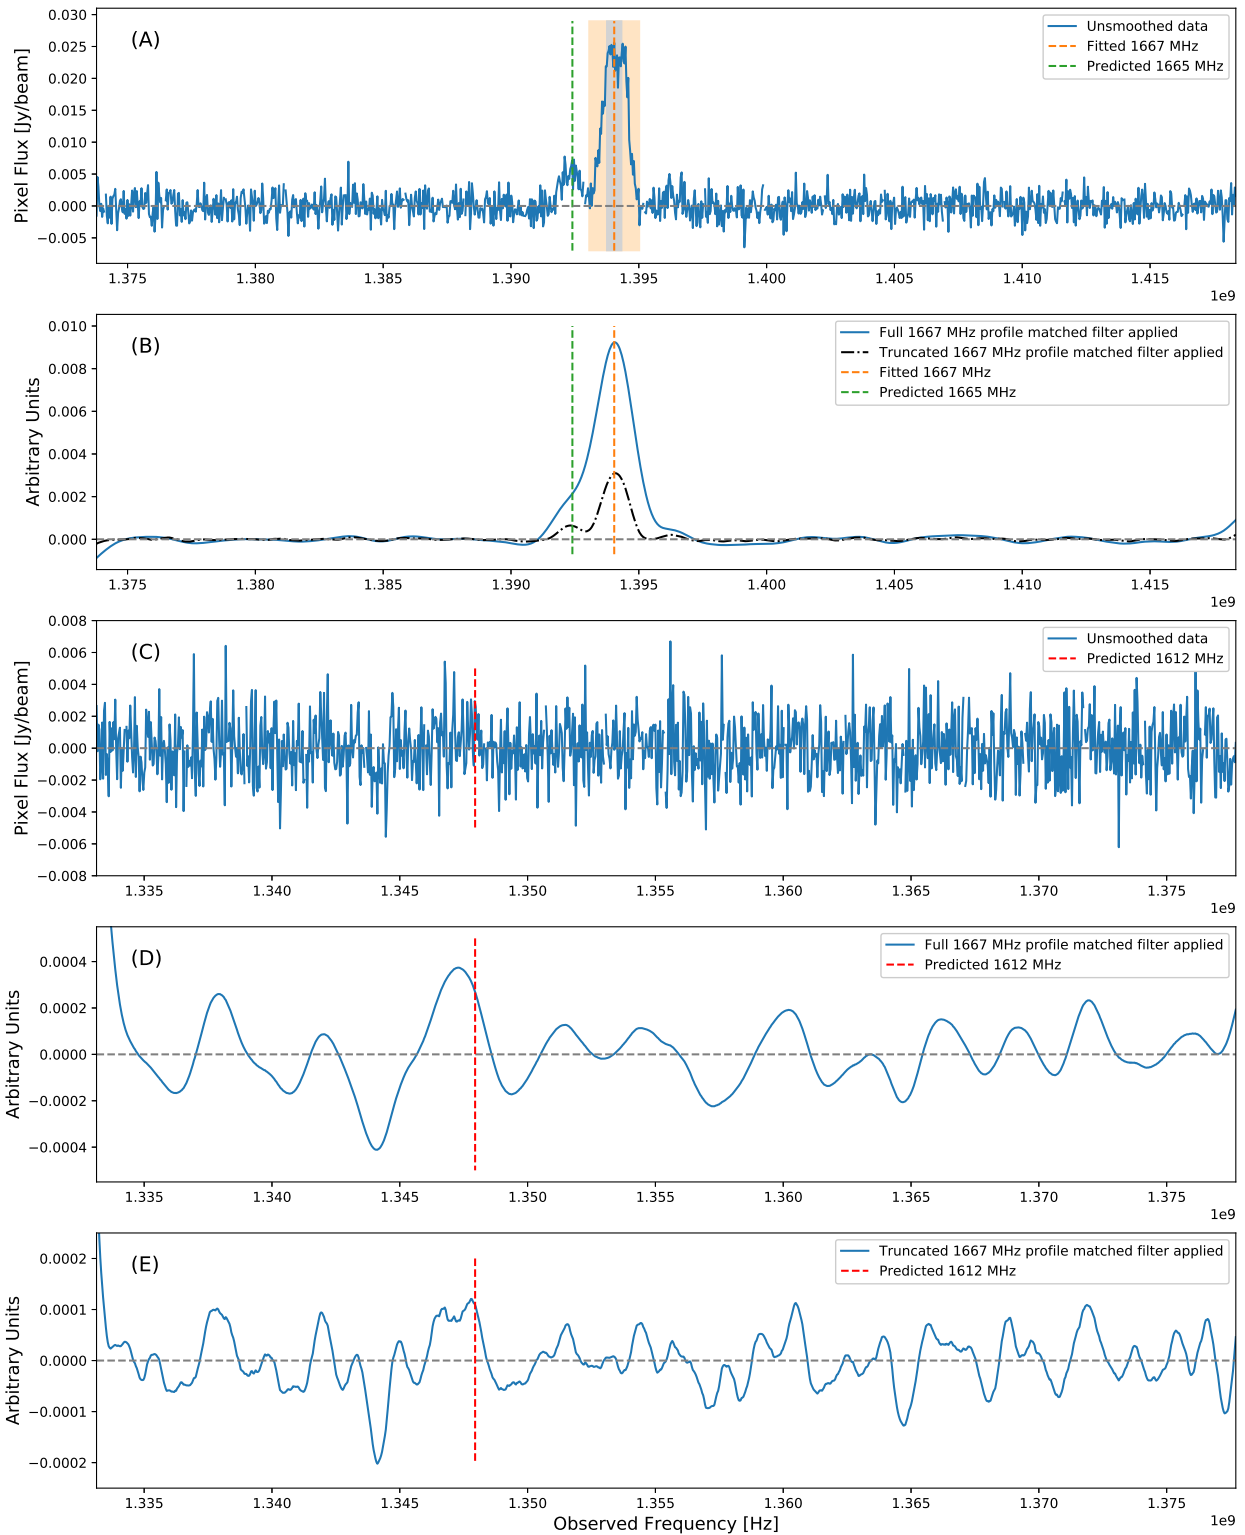 (A)
Unsmoothed data
Fitted 1667 MHz
Predicted 1665 MHz
Pixel Flux [Jy/beam]
0.030
0.025
0.020
0.015
0.010
0.005
0.000
−0.005
1.375 1.380 1.385 1.390 1.395 1.400 1.405 1.410 1.415
1e9
(B)
Full 1667 MHz profile matched filter applied
Truncated 1667 MHz profile matched filter applied
Fitted 1667 MHz
Predicted 1665 MHz
Arbitrary Units
0.010
0.008
0.006
0.004
0.002
0.000
1.375 1.380 1.385 1.390 1.395 1.400 1.405 1.410 1.415
1e9
(C)
Unsmoothed data
Predicted 1612 MHz
Pixel Flux [Jy/beam]
0.008
0.006
0.004
0.002
0.000
−0.002
−0.004
−0.006
−0.008
1.335 1.340 1.345 1.350 1.355 1.360 1.365 1.370 1.375
1e9
(D)
Full 1667 MHz profile matched filter applied
Predicted 1612 MHz
Arbitrary Units
0.0004
0.0002
0.0000
−0.0002
−0.0004
1.335 1.340 1.345 1.350 1.355 1.360 1.365 1.370 1.375
1e9
(E)
Truncated 1667 MHz profile matched filter applied
Predicted 1612 MHz
Arbitrary Units
0.0002
0.0001
0.0000
−0.0001
−0.0002
1.335 1.340 1.345 1.350 1.355 1.360 1.365 1.370 1.375
1e9
Observed Frequency [Hz]